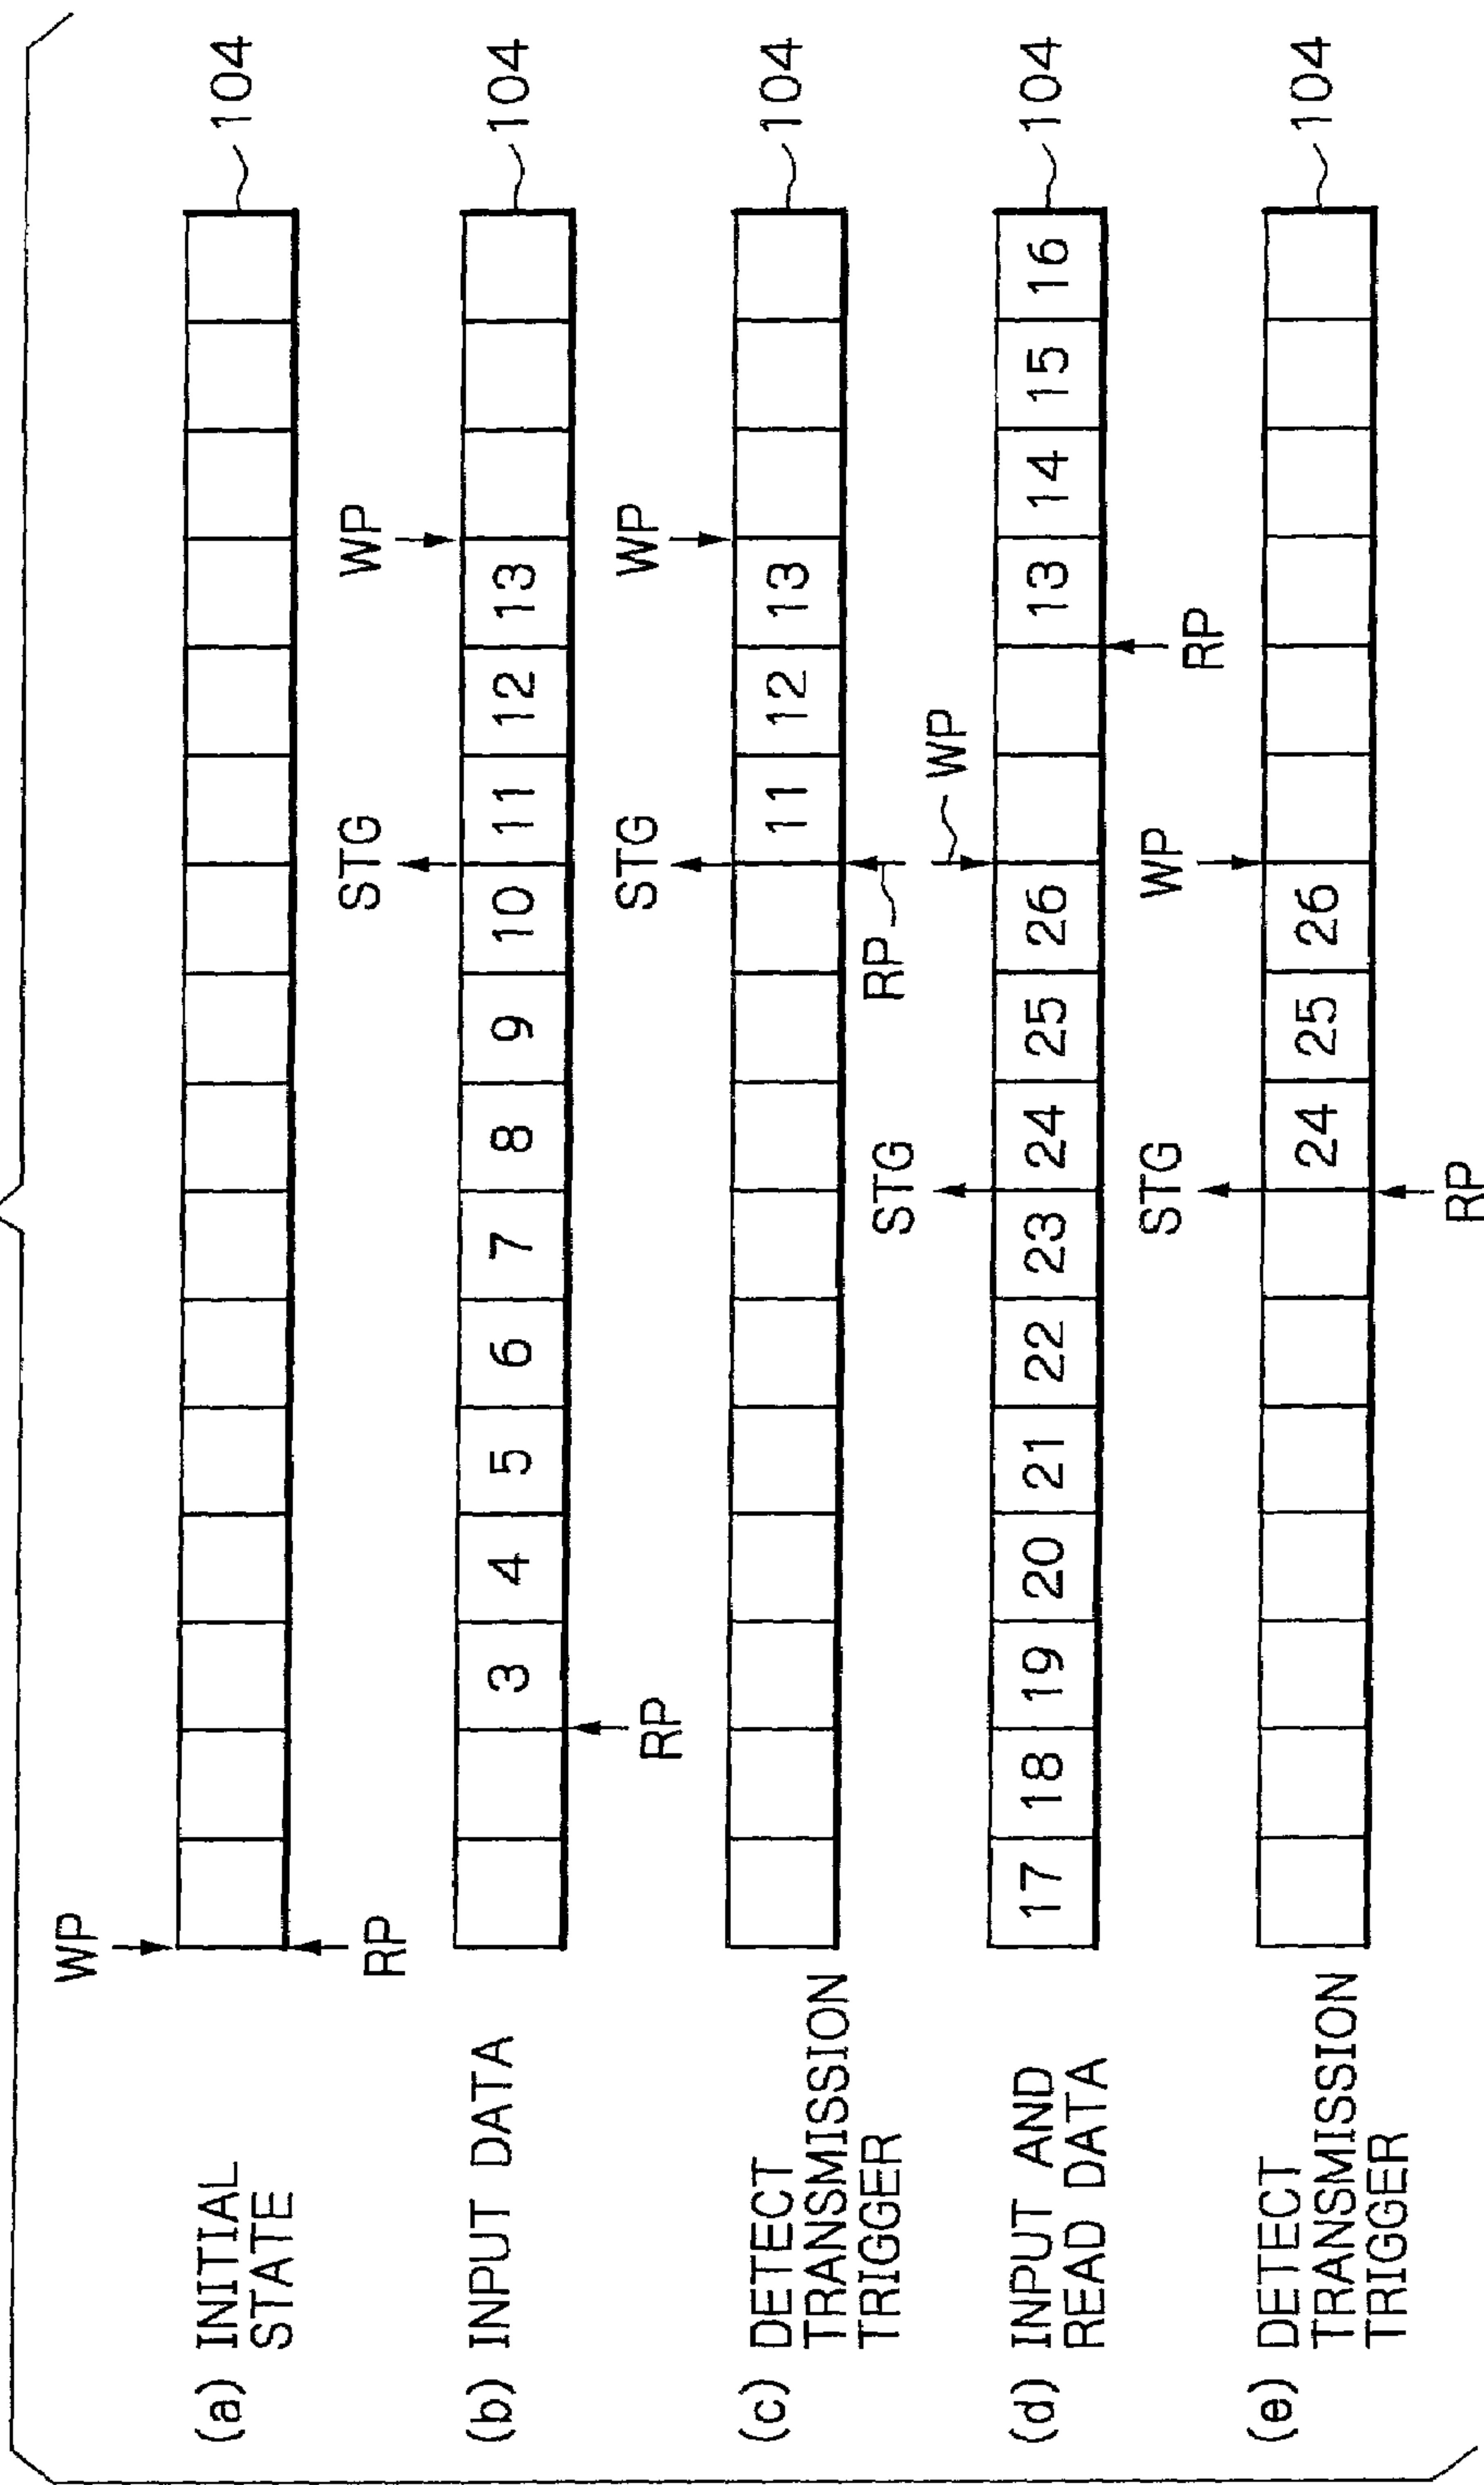 WP
(a) INITIAL
STATE
104
RP
STG
WP
(b) INPUT DATA
3 4 5 6 7 8 9 10 11 12 13
104
RP
STG
WP
(c) DETECT
TRANSMISSION
TRIGGER
11 12 13
104
RP
STG
WP
(d) INPUT AND
READ DATA
17 18 19 20 21 22 23 24 25 26 13 14 15 16
104
RP
STG
WP
(e) DETECT
TRANSMISSION
TRIGGER
24 25 26
104
RP